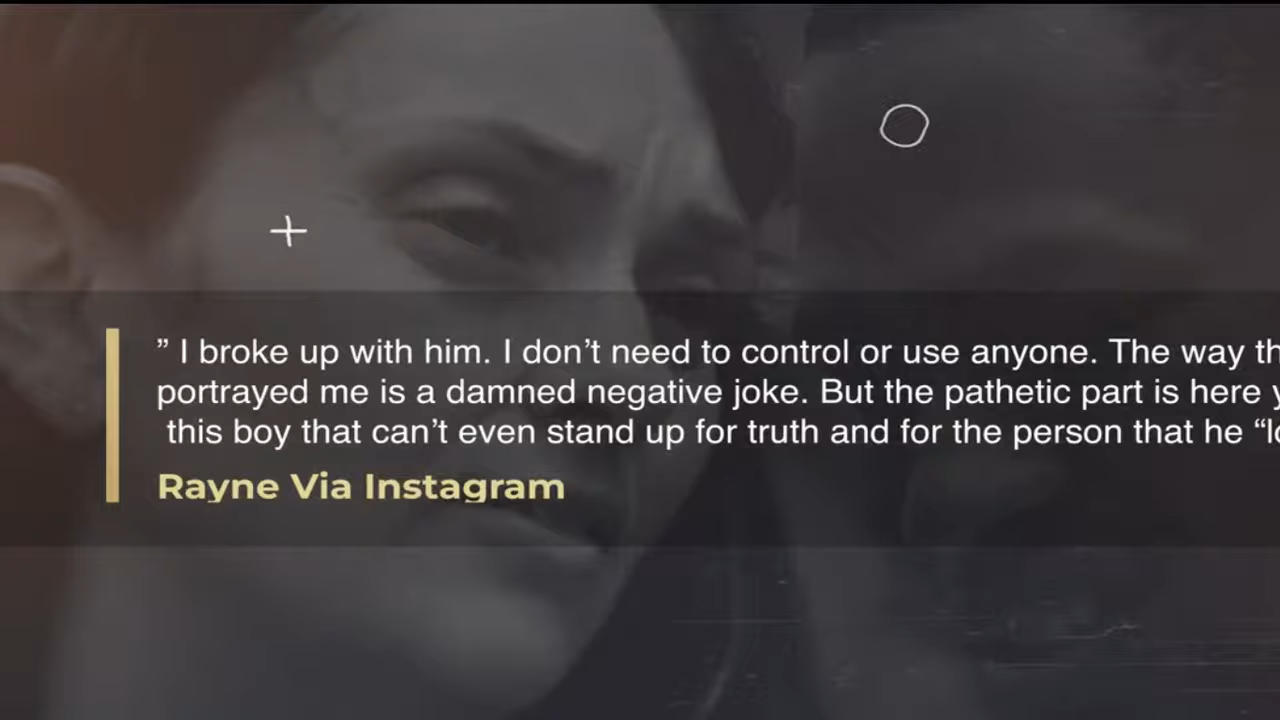 ” I broke up with him. I don’t need to control or use anyone. The way
portrayed me is a damned negative joke. But the pathetic part is here
this boy that can’t even stand up for truth and for the person that he
Rayne Via Instagram